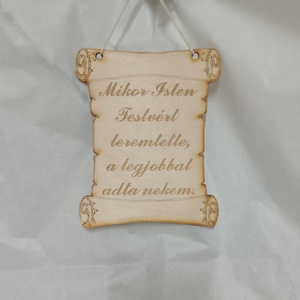 Mikor Isten
Testvért
teremtette,
a legjobbat
adta nekem.